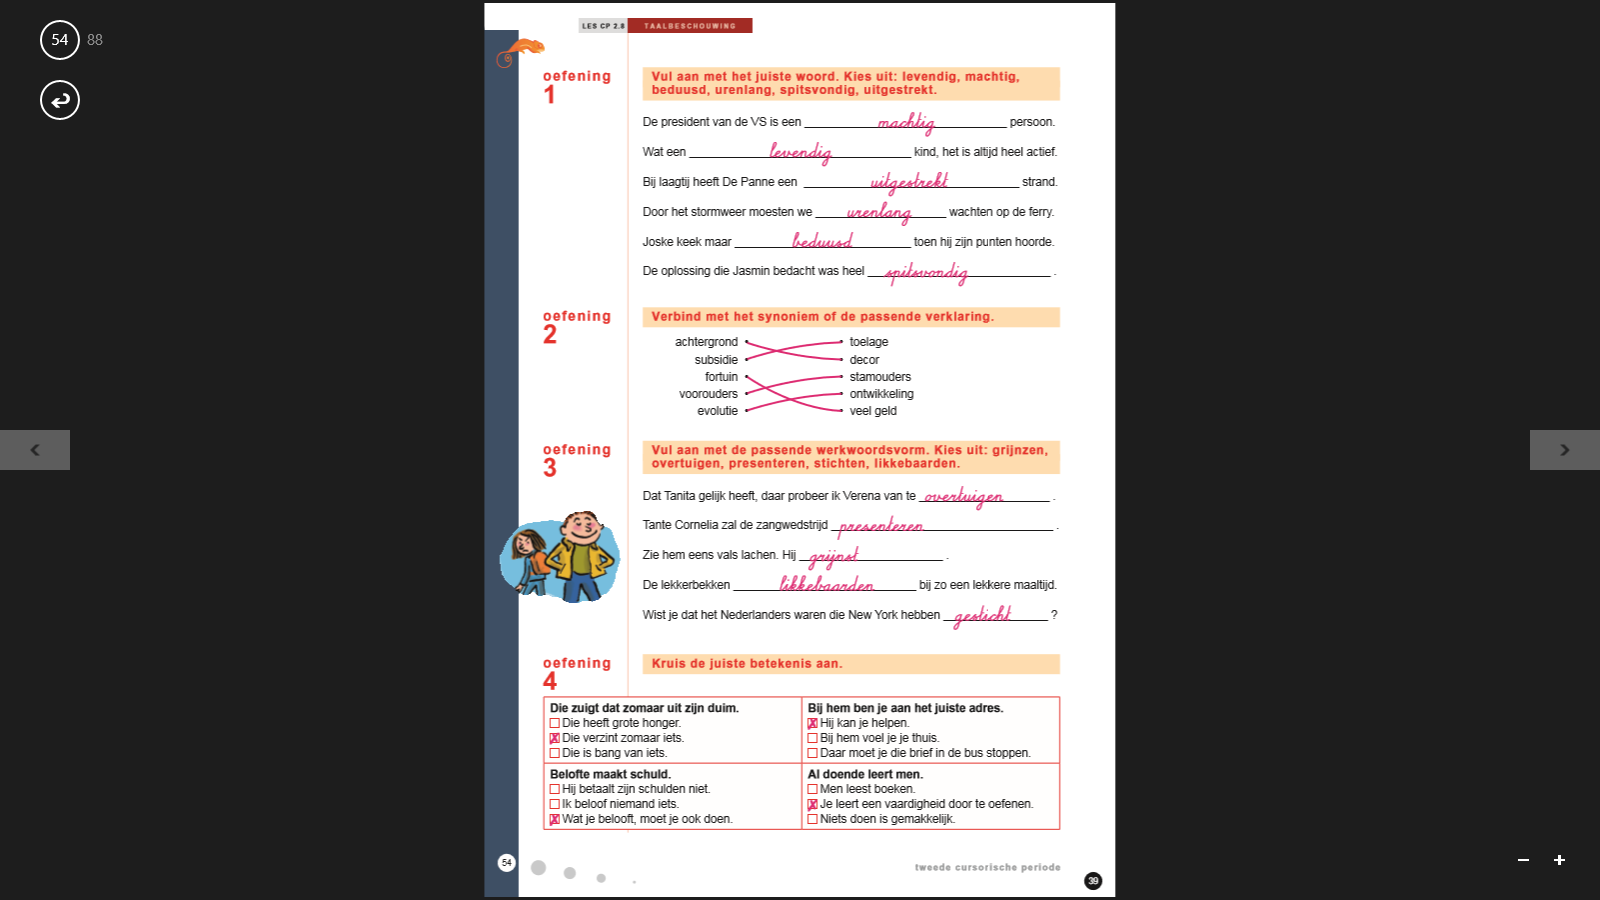 54 88
LES CP 2.8 TAALBESCHOUWING
oefening
1
Vul aan met het juiste woord. Kies uit: levendig, machtig,
beduusd, urenlang, spitsvondig, uitgestrekt.
De president van de VS is een machtig persoon.
Wat een levendig kind, het is altijd heel actief.
Bij laagtij heeft De Panne een uitgestrekt strand.
Door het stormweer moesten we urenlang wachten op de ferry.
Joske keek maar beduusd toen hij zijn punten hoorde.
De oplossing die Jasmin bedacht was heel spitsvondig .
oefening
2
Verbind met het synoniem of de passende verklaring.
achtergrond toelage
subsidie decor
fortuin stamouders
voorouders ontwikkeling
evolutie veel geld
oefening
3
Vul aan met de passende werkwoordsvorm. Kies uit: grijnzen,
overtuigen, presenteren, stichten, likkebaarden.
Dat Tanita gelijk heeft, daar probeer ik Verena van te overtuigen .
Tante Cornelia zal de zangwedstrijd presenteren .
Zie hem eens vals lachen. Hij grijnst .
De lekkerbekken likkebaarden bij zo een lekkere maaltijd.
Wist je dat het Nederlanders waren die New York hebben gesticht ?
oefening
4
Kruis de juiste betekenis aan.
Die zuigt dat zomaar uit zijn duim.
Die heeft grote honger.
Die verzint zomaar iets.
Die is bang van iets.
Bij hem ben je aan het juiste adres.
Hij kan je helpen.
Bij hem voel je je thuis.
Daar moet je die brief in de bus stoppen.
Belofte maakt schuld.
Hij betaalt zijn schulden niet.
Ik beloof niemand iets.
Wat je belooft, moet je ook doen.
Al doende leert men.
Men leest boeken.
Je leert een vaardigheid door te oefenen.
Niets doen is gemakkelijk.
54
tweede cursorische periode
39